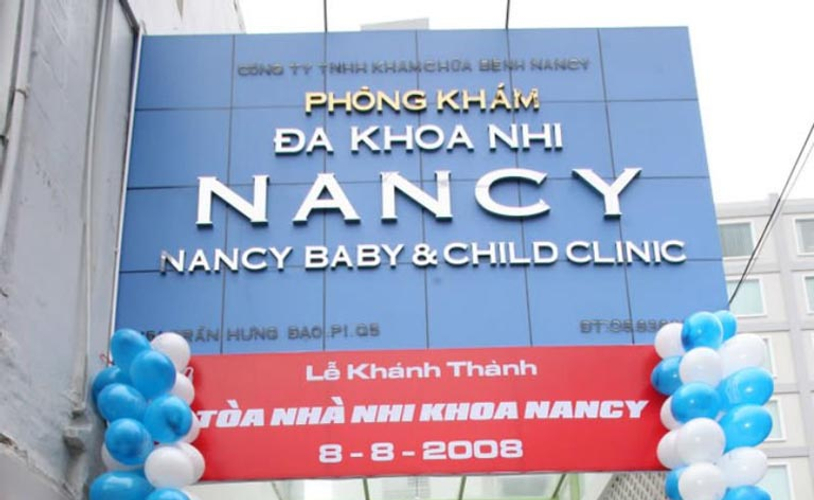 CÔNG TY TNHH KHÁM CHỮA BỆNH NANCY
PHÒNG KHÁM
ĐA KHOA NHI
NANCY
NANCY BABY & CHILD CLINIC
TRẦN HƯNG ĐẠO.P1.Q5
ĐT:
Lễ Khánh Thành
TÒA NHÀ NHI KHOA NANCY
8-8-2008